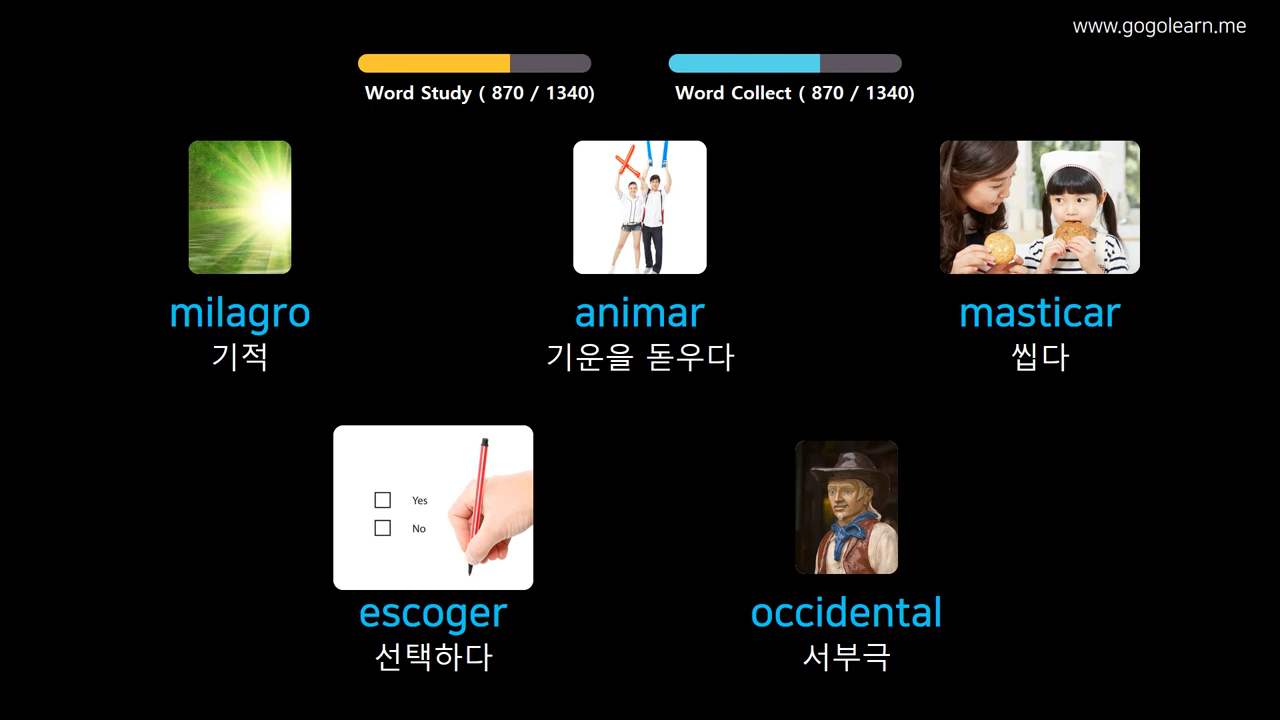 www.gogolearn.me
Word Study ( 870 / 1340)
Word Collect ( 870 / 1340)
milagro
기적
animar
기운을 돋우다
masticar
씹다
Yes
No
escoger
선택하다
occidental
서부극